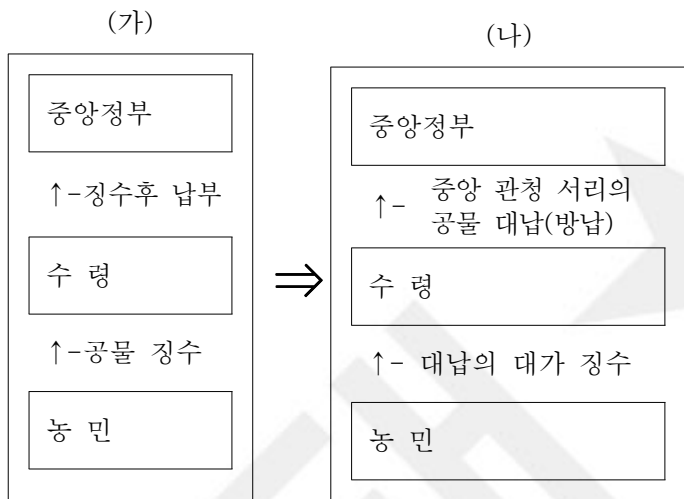 (가)
중앙정부
↑-징수후 납부
수 령
↑-공물 징수
농 민
⇒
(나)
중앙정부
↑- 중앙 관청 서리의
공물 대납(방납)
수 령
↑- 대납의 대가 징수
농 민